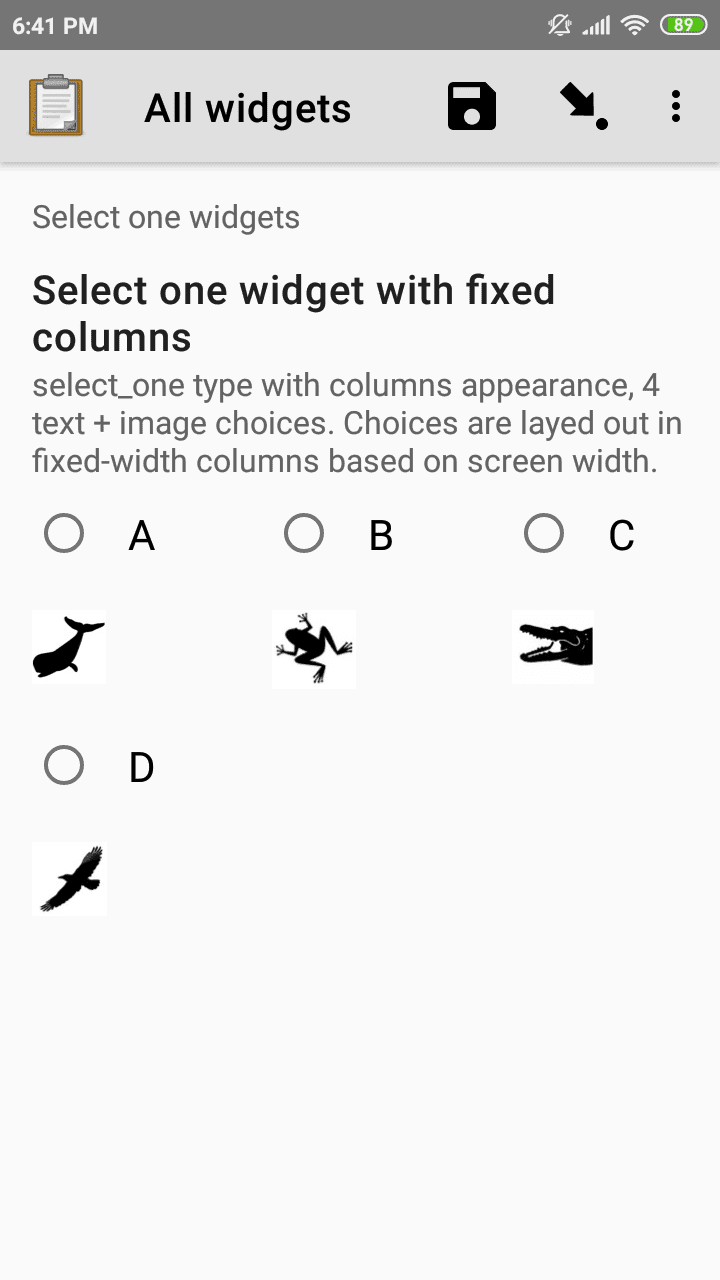 6:41 PM
89
All widgets
Select one widgets
Select one widget with fixed
columns
select_one type with columns appearance, 4
text + image choices. Choices are layed out in
fixed-width columns based on screen width.
A B C
D